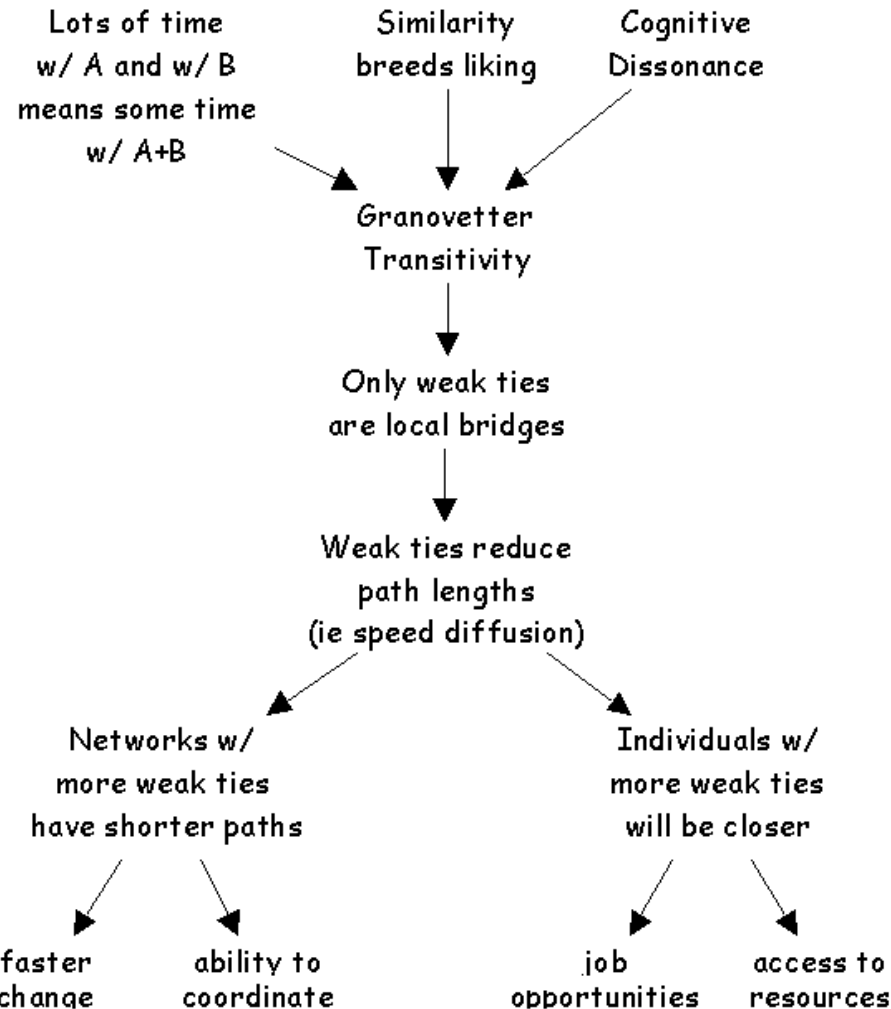 Lots of time
w/ A and w/ B
means some time
w/ A+B
Similarity
breeds liking
Cognitive
Dissonance
Granovetter
Transitivity
Only weak ties
are local bridges
Weak ties reduce
path lengths
(ie speed diffusion)
Networks w/
more weak ties
have shorter paths
Individuals w/
more weak ties
will be closer
faster
change
ability to
coordinate
job
opportunities
access to
resources